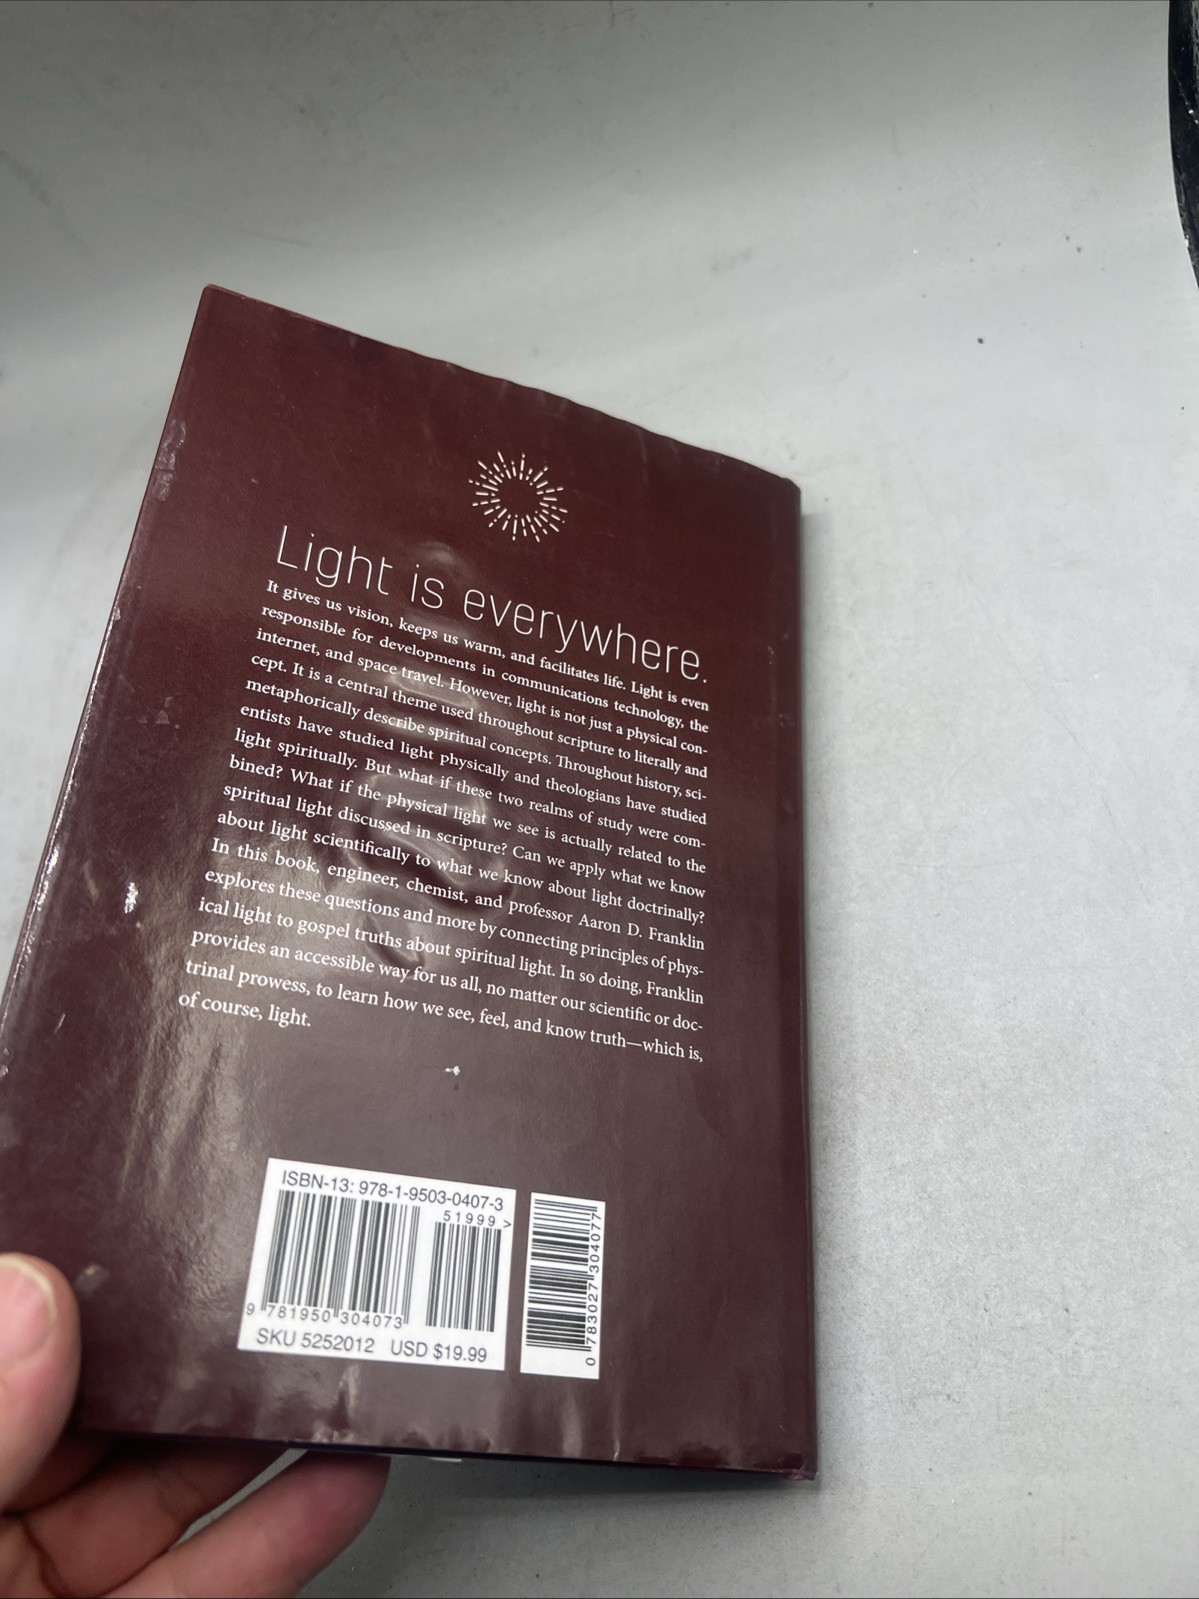 Light is everywhere.
It gives us vision, keeps us warm, and facilitates life. Light is even
responsible for developments in communications technology, the
internet, and space travel. However, light is not just a physical con-
cept. It is a central theme used throughout scripture to literally and
metaphorically describe spiritual concepts. Throughout history, sci-
entists have studied light physically and theologians have studied
light spiritually. But what if these two realms of study were com-
bined? What if the physical light we see is actually related to the
spiritual light discussed in scripture? Can we apply what we know
about light scientifically to what we know about light doctrinally?
In this book, engineer, chemist, and professor Aaron D. Franklin
explores these questions and more by connecting principles of phys-
ical light to gospel truths about spiritual light. In so doing, Franklin
provides an accessible way for us all, no matter our scientific or doc-
trinal prowess, to learn how we see, feel, and know truth—which is,
of course, light.
ISBN-13: 978-1-9503-0407-3
51999>
9 781950 304073
SKU 5252012 USD $19.99
0 783027 304077